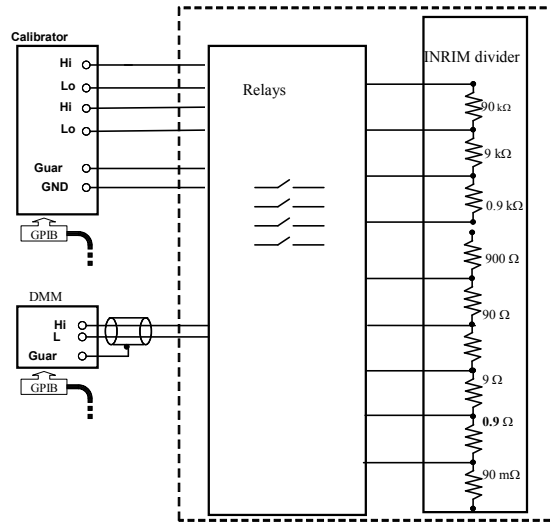 Calibrator
Hi
Lo
Hi
Lo
Guar
GND
GPIB
DMM
Hi
L
Guar
GPIB
Relays
INRIM divider
90 kΩ
9 kΩ
0.9 kΩ
900 Ω
90 Ω
9 Ω
0.9 Ω
90 mΩ